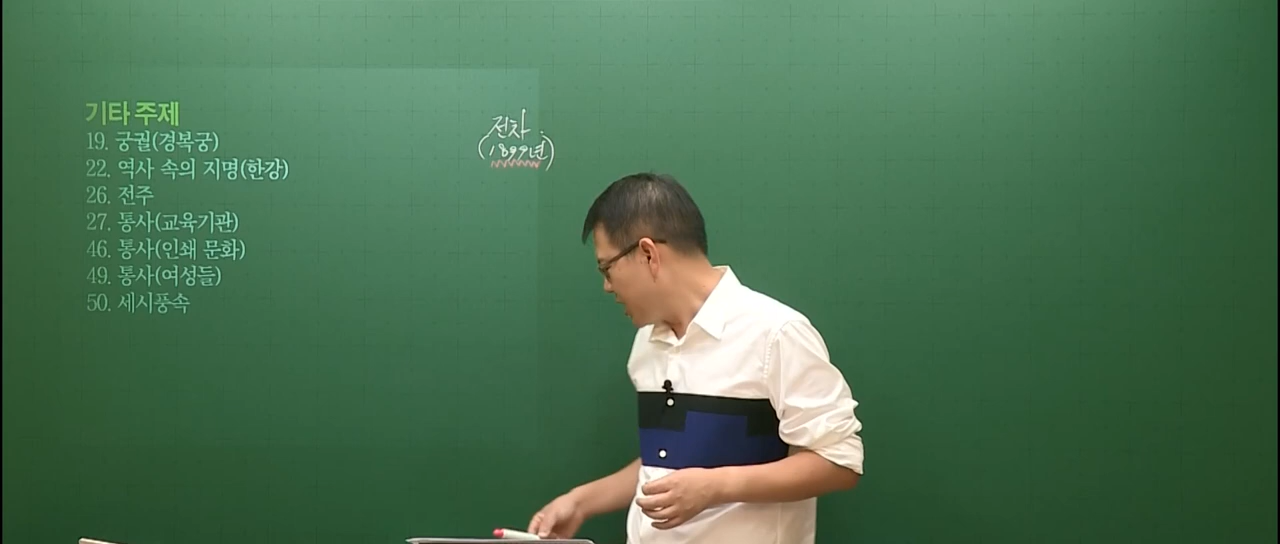 기타 주제
19. 궁궐(경복궁)
22. 역사 속의 지명(한강)
26. 전주
27. 통사(교육기관)
46. 통사(인쇄 문화)
49. 통사(여성들)
50. 세시풍속
전차
(1899년)